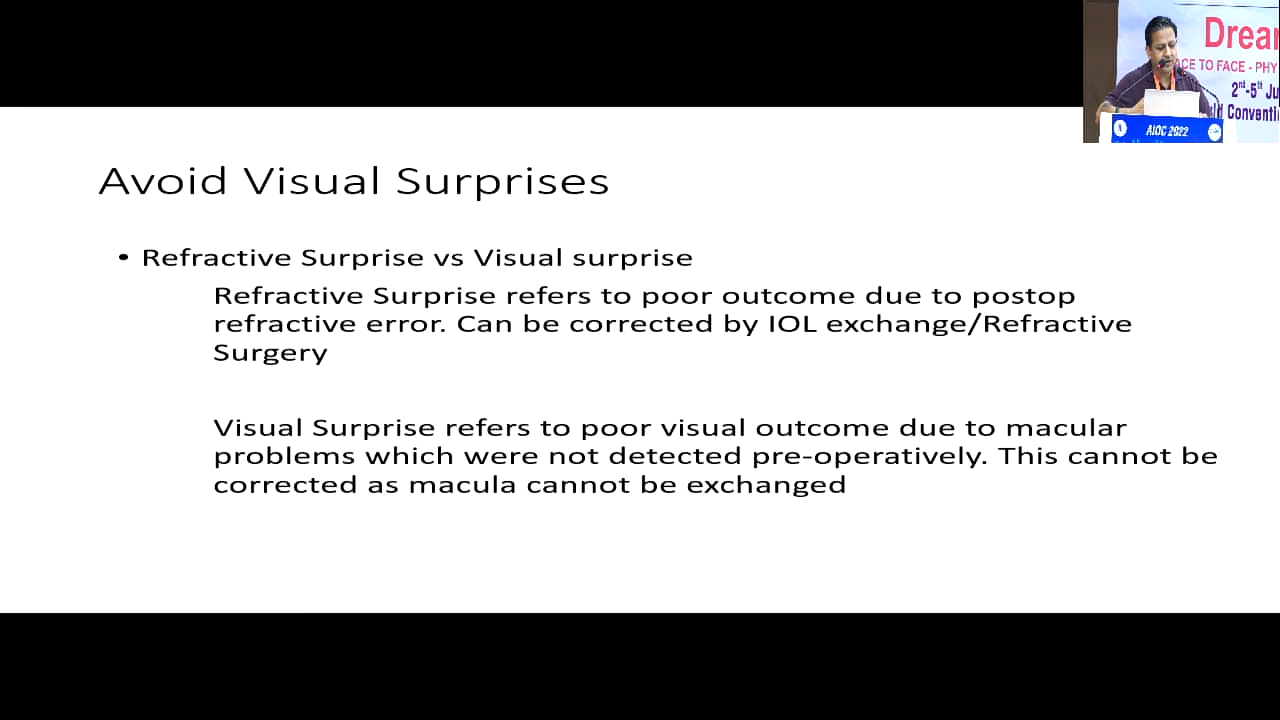 Avoid Visual Surprises
• Refractive Surprise vs Visual surprise
Refractive Surprise refers to poor outcome due to postop
refractive error. Can be corrected by IOL exchange/Refractive
Surgery
Visual Surprise refers to poor visual outcome due to macular
problems which were not detected pre-operatively. This cannot be
corrected as macula cannot be exchanged
TO FACE - PHY
2nd-5th Ju
AIOC 2022